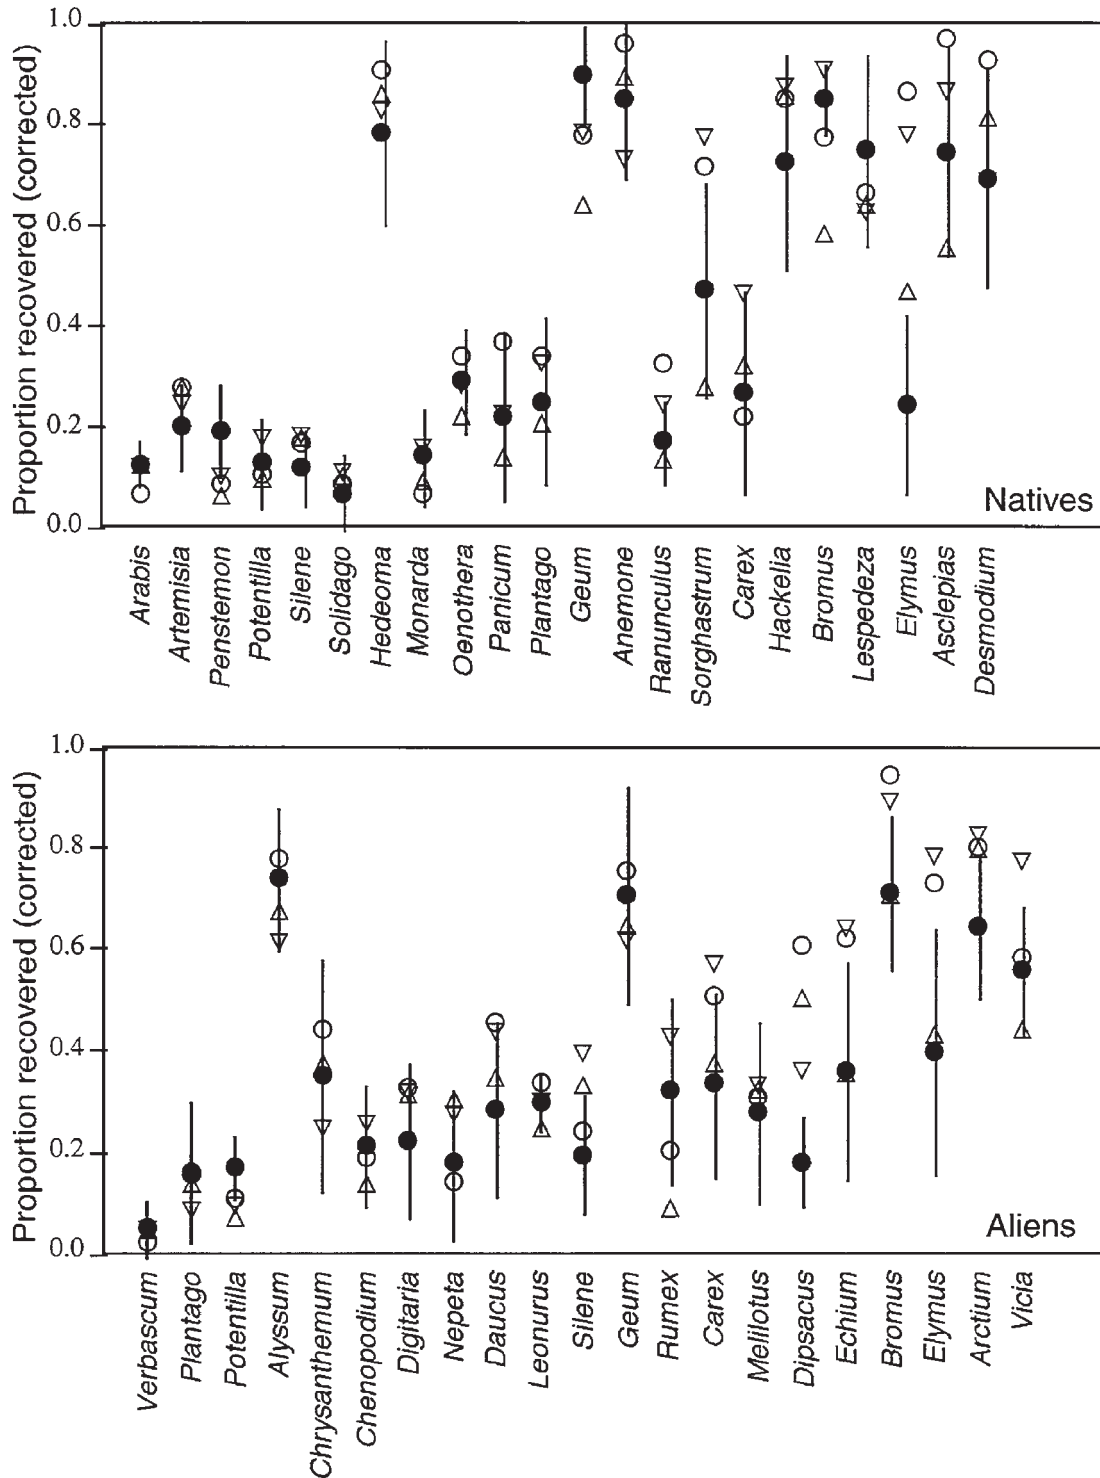 Proportion recovered (corrected)
1.0
0.8
0.6
0.4
0.2
0.0
Natives
Arabis
Artemisia
Penstemon
Potentilla
Silene
Solidago
Hedeoma
Monarda
Oenothera
Panicum
Plantago
Geum
Anemone
Ranunculus
Sorghastrum
Carex
Hackelia
Bromus
Lespedeza
Elymus
Asclepias
Desmodium
Proportion recovered (corrected)
1.0
0.8
0.6
0.4
0.2
0.0
Aliens
Verbascum
Plantago
Potentilla
Alyssum
Chrysanthemum
Chenopodium
Digitaria
Nepeta
Daucus
Leonurus
Silene
Geum
Rumex
Carex
Melilotus
Dipsacus
Echium
Bromus
Elymus
Arctium
Vicia